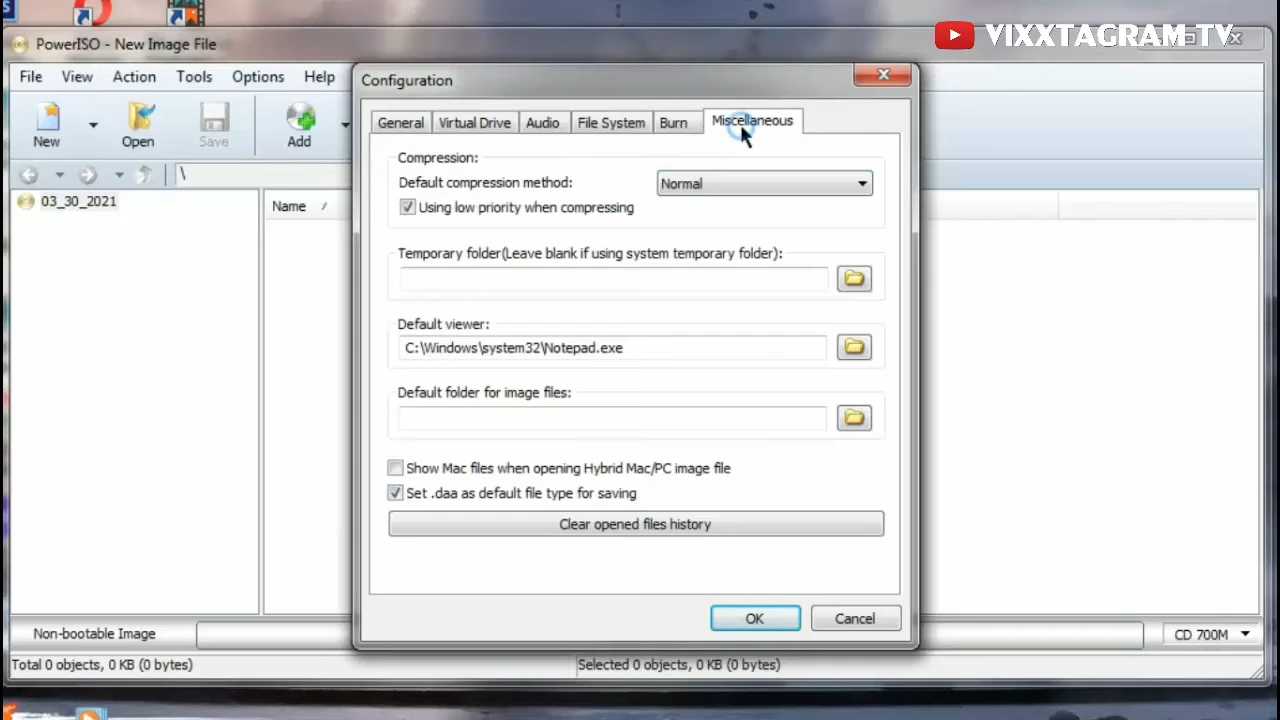 VIXXTAGRAM TV
PowerISO - New Image File
File View Action Tools Options Help
New Open Save Add
\
03_30_2021
Name
Configuration
General Virtual Drive Audio File System Burn Miscellaneous
Compression:
Default compression method: Normal
Using low priority when compressing
Temporary folder(Leave blank if using system temporary folder):
Default viewer:
C:\Windows\system32\Notepad.exe
Default folder for image files:
Show Mac files when opening Hybrid Mac/PC image file
Set .daa as default file type for saving
Clear opened files history
OK Cancel
Non-bootable Image CD 700M
Total 0 objects, 0 KB (0 bytes) Selected 0 objects, 0 KB (0 bytes)